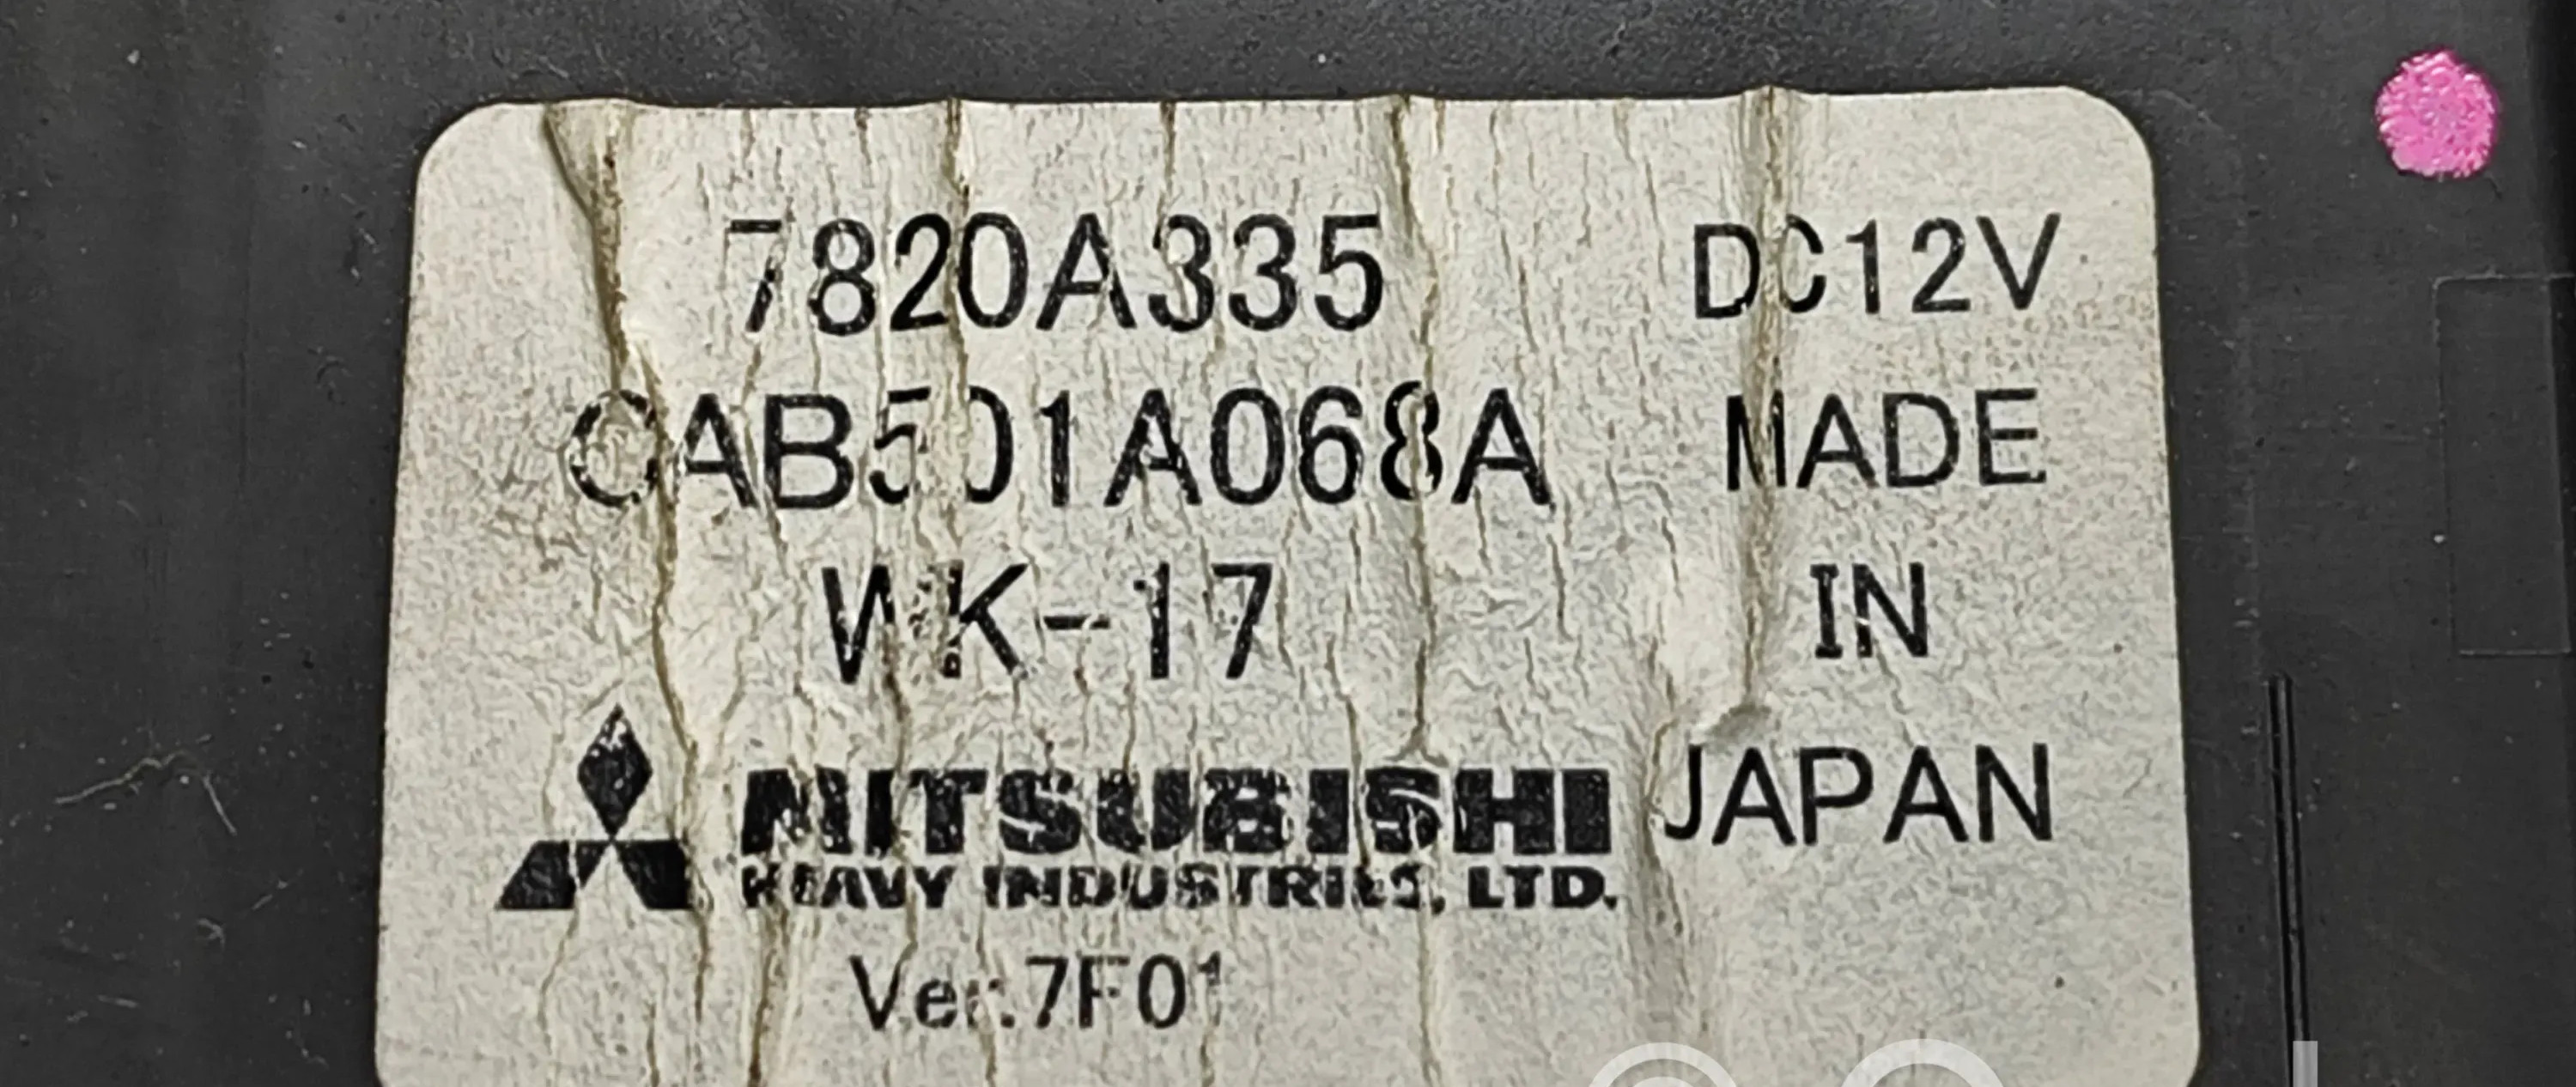 7820A335 DC12V
CAB501A068A MADE
WK-17 IN
MITSUBISHI JAPAN
HEAVY INDUSTRIES, LTD.
Ver.7F01